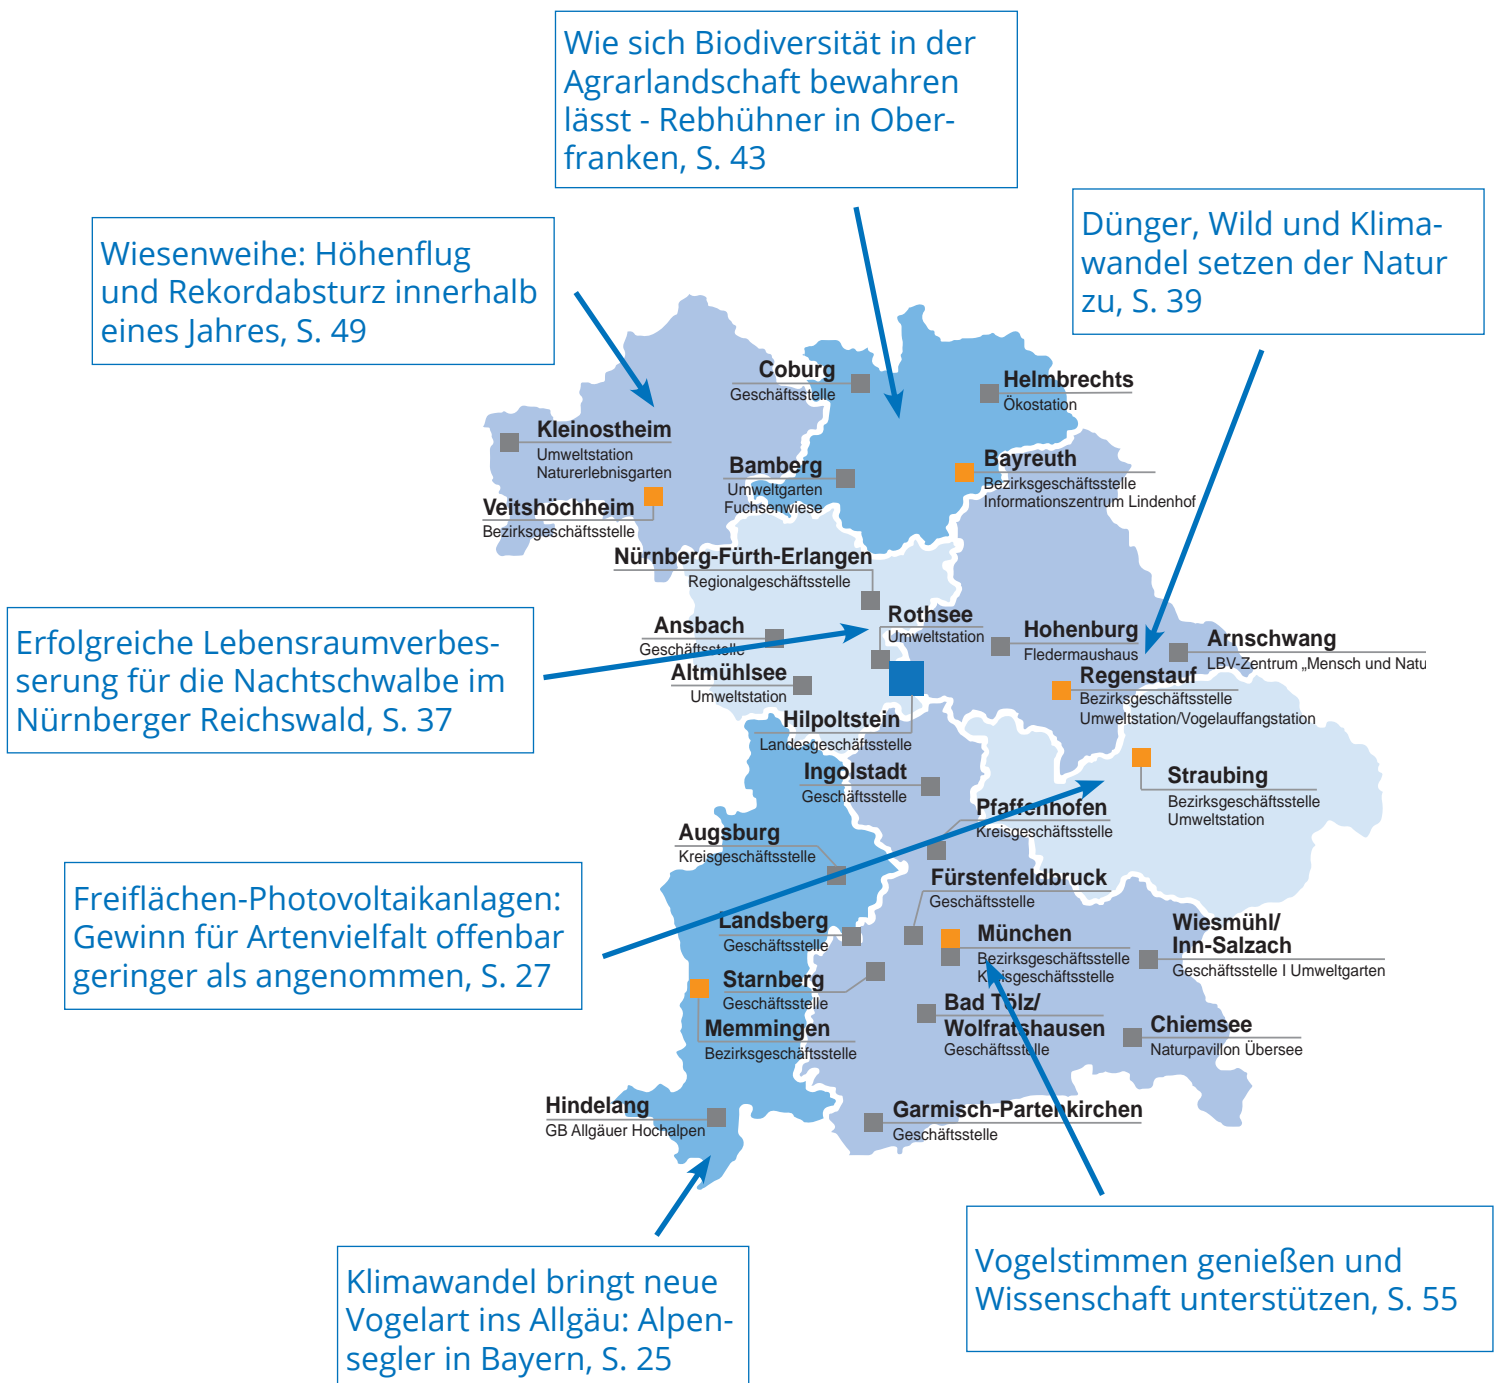 Wie sich Biodiversität in der
Agrarlandschaft bewahren
lässt - Rebhühner in Ober-
franken, S. 43
Dünger, Wild und Klima-
wandel setzen der Natur
zu, S. 39
Wiesenweihe: Höhenflug
und Rekordabsturz innerhalb
eines Jahres, S. 49
Coburg
Geschäftsstelle
Helmbrechts
Ökostation
Kleinostheim
Umweltstation
Naturerlebnisgarten
Bamberg
Umweltgarten
Fuchsenwiese
Bayreuth
Bezirksgeschäftsstelle
Informationszentrum Lindenhof
Veitshöchheim
Bezirksgeschäftsstelle
Nürnberg-Fürth-Erlangen
Regionalgeschäftsstelle
Rothsee
Umweltstation
Ansbach
Geschäftsstelle
Hohenburg
Fledermaushaus
Arnschwang
LBV-Zentrum „Mensch und Natu
Altmühlsee
Umweltstation
Regenstauf
Bezirksgeschäftsstelle
Umweltstation/Vogelauffangstation
Erfolgreiche Lebensraumverbes-
serung für die Nachtschwalbe im
Nürnberger Reichswald, S. 37
Hilpoltstein
Landesgeschäftsstelle
Ingolstadt
Geschäftsstelle
Straubing
Bezirksgeschäftsstelle
Umweltstation
Pfaffenhofen
Kreisgeschäftsstelle
Augsburg
Kreisgeschäftsstelle
Fürstenfeldbruck
Geschäftsstelle
Freiflächen-Photovoltaikanlagen:
Gewinn für Artenvielfalt offenbar
geringer als angenommen, S. 27
Landsberg
Geschäftsstelle
München
Bezirksgeschäftsstelle
Kreisgeschäftsstelle
Wiesmühl/
Inn-Salzach
Geschäftsstelle I Umweltgarten
Starnberg
Geschäftsstelle
Bad Tölz/
Wolfratshausen
Geschäftsstelle
Memmingen
Bezirksgeschäftsstelle
Chiemsee
Naturpavillon Übersee
Hindelang
GB Allgäuer Hochalpen
Garmisch-Partenkirchen
Geschäftsstelle
Klimawandel bringt neue
Vogelart ins Allgäu: Alpen-
segler in Bayern, S. 25
Vogelstimmen genießen und
Wissenschaft unterstützen, S. 55